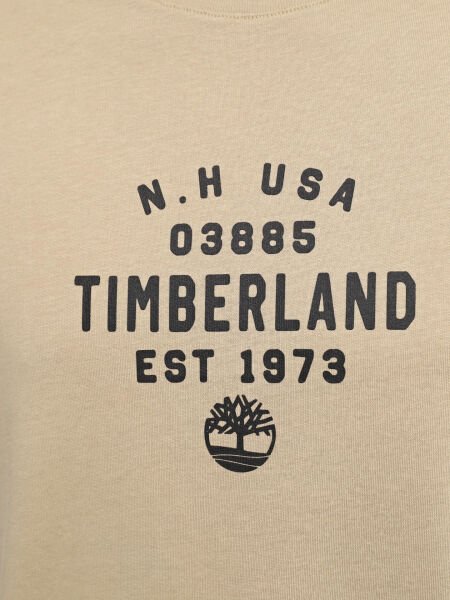 N.H USA
03885
TIMBERLAND
EST 1973